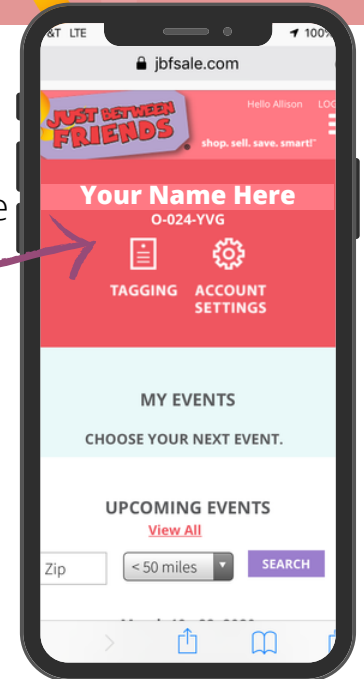 &T LTE 100%
jbfsale.com
Hello Allison LOG
JUST BETWEEN
FRIENDS
shop. sell. save. smart!
Your Name Here
e
O-024-YVG
TAGGING ACCOUNT
SETTINGS
MY EVENTS
CHOOSE YOUR NEXT EVENT.
UPCOMING EVENTS
View All
Zip < 50 miles SEARCH